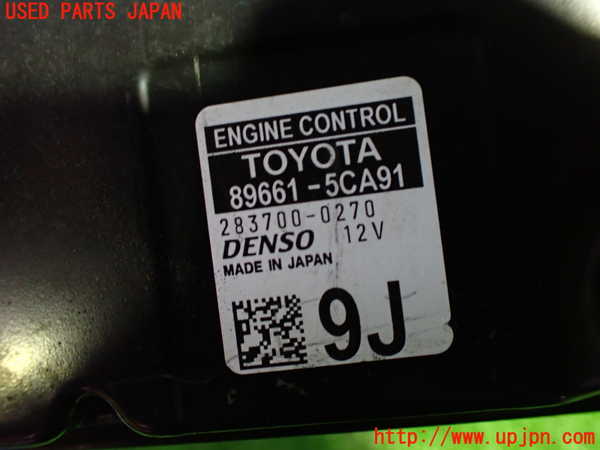 USED PARTS JAPAN
ENGINE CONTROL
TOYOTA
89661-5CA91
283700-0270
DENSO 12V
MADE IN JAPAN
9J
http://www.upjpn.com